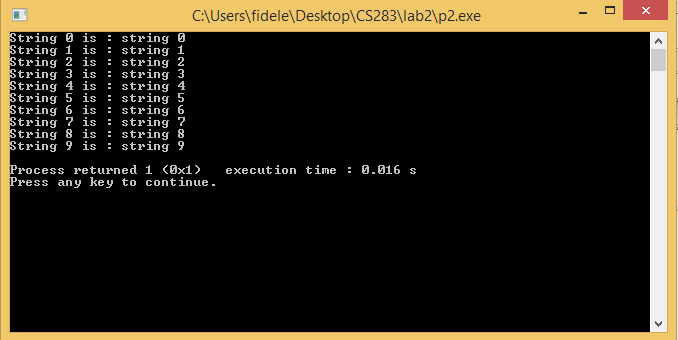 C:\Users\fidele\Desktop\CS283\lab2\p2.exe
String 0 is : string 0
String 1 is : string 1
String 2 is : string 2
String 3 is : string 3
String 4 is : string 4
String 5 is : string 5
String 6 is : string 6
String 7 is : string 7
String 8 is : string 8
String 9 is : string 9
Process returned 1 (0x1)   execution time : 0.016 s
Press any key to continue.